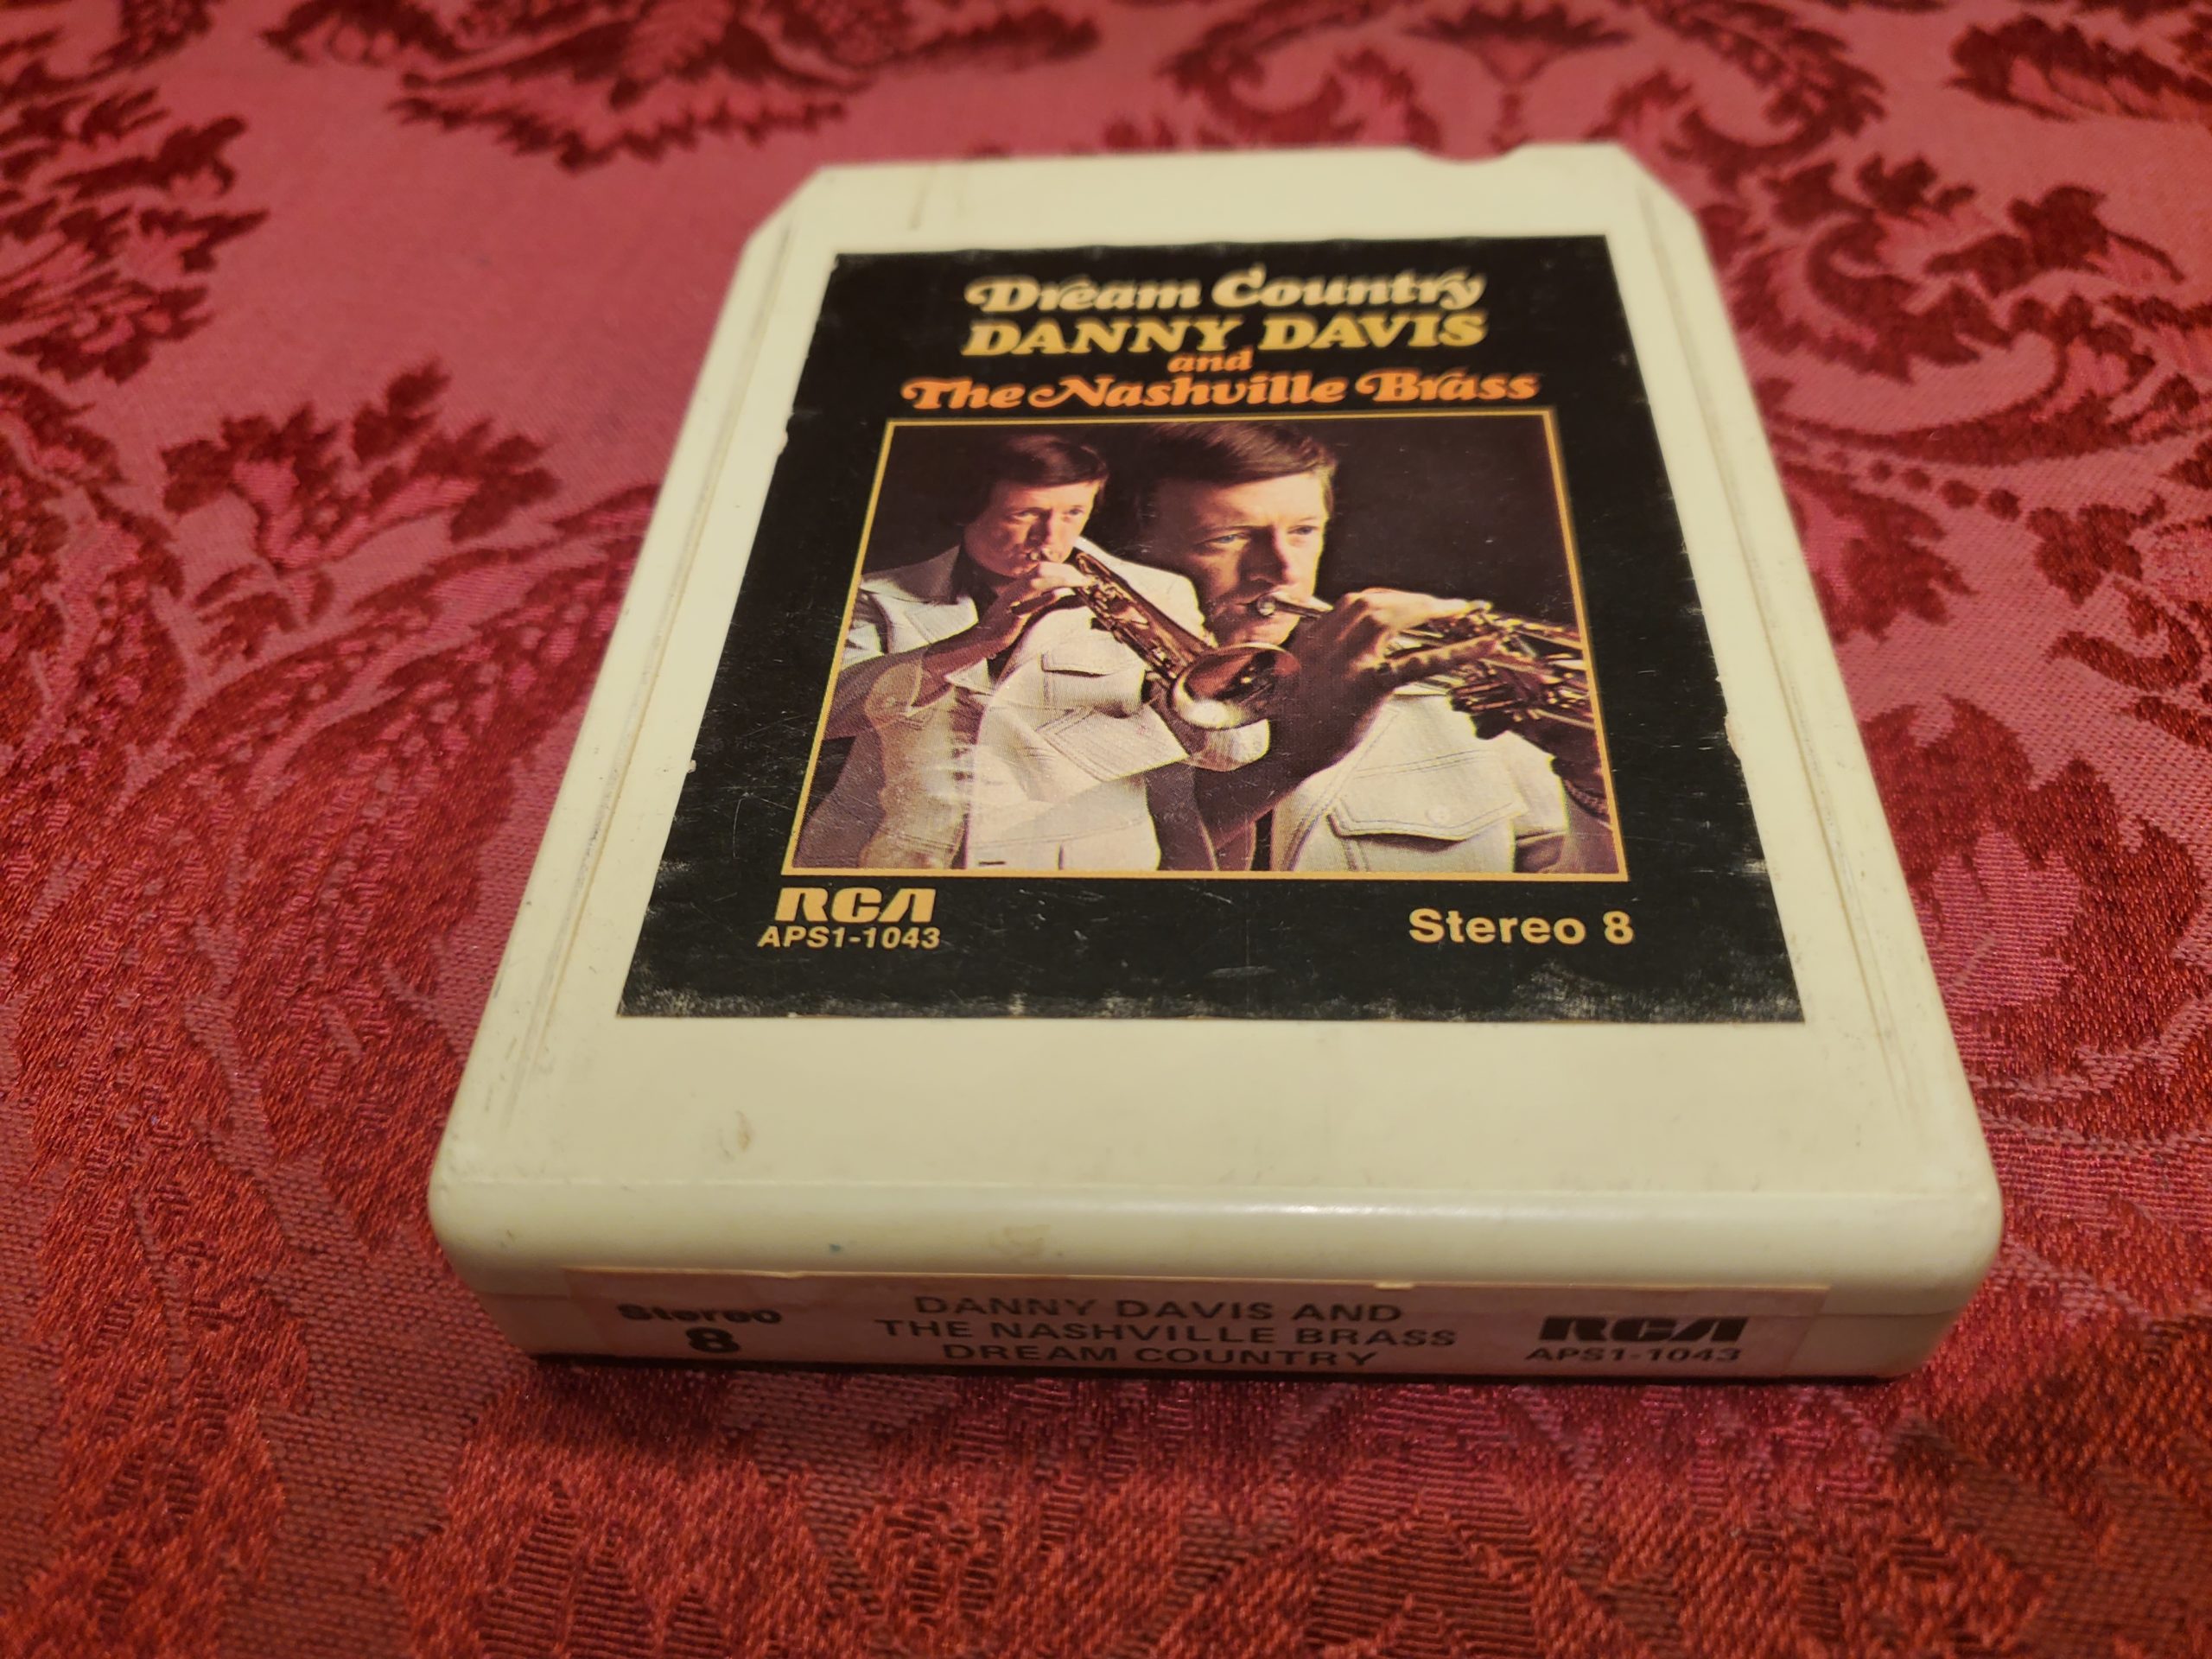 Dream Country
DANNY DAVIS
and
The Nashville Brass
RCA
APS1-1043
Stereo 8
Stereo
8
DANNY DAVIS AND
THE NASHVILLE BRASS
DREAM COUNTRY
RCA
APS1-1043